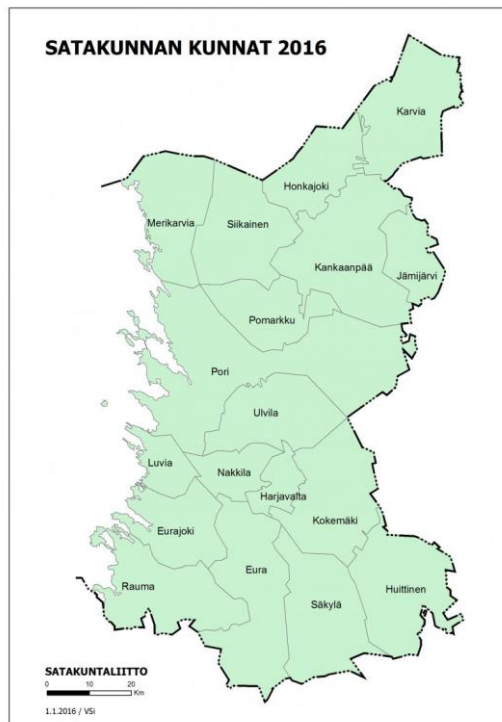 SATAKUNNAN KUNNAT 2016
Karvia
Honkajoki
Merikarvia
Siikainen
Kankaanpää
Jämijärvi
Pomarkku
Pori
Ulvila
Luvia
Nakkila
Harjavalta
Kokemäki
Eurajoki
Eura
Rauma
Säkylä
Huittinen
SATAKUNTALIITTO
0 10 20
Km
1.1.2016 / VSi